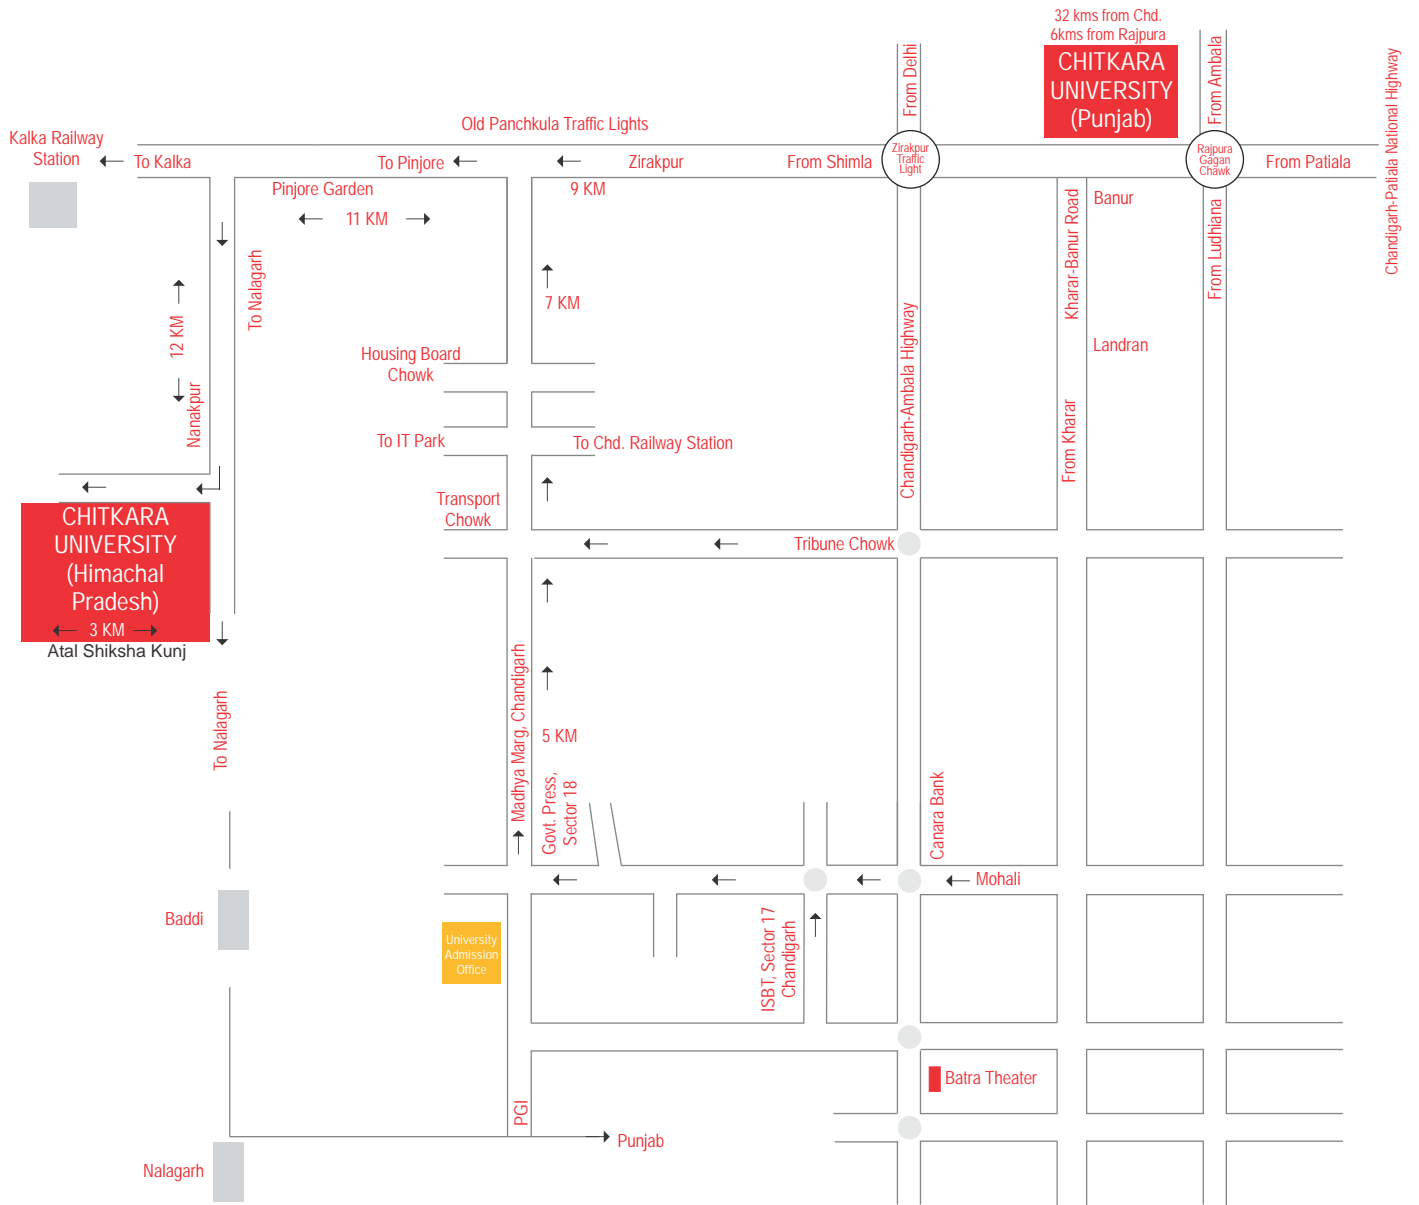 32 kms from Chd.
6kms from Rajpura
CHITKARA
UNIVERSITY
(Punjab)
From Delhi
From Ambala
Chandigarh-Patiala National Highway
Old Panchkula Traffic Lights
Kalka Railway
Station
To Kalka
To Pinjore
Zirakpur
From Shimla
Zirakpur
Traffic
Light
Rajpura
Gagan
Chawk
From Patiala
Pinjore Garden
9 KM
Banur
11 KM
Kharar-Banur Road
From Ludhiana
To Nalagarh
7 KM
12 KM
Chandigarh-Ambala Highway
Landran
Housing Board
Chowk
Nanakpur
To IT Park
To Chd. Railway Station
From Kharar
Transport
Chowk
Tribune Chowk
CHITKARA
UNIVERSITY
(Himachal
Pradesh)
3 KM
Atal Shiksha Kunj
To Nalagarh
Madhya Marg, Chandigarh
5 KM
Govt. Press,
Sector 18
Canara Bank
Mohali
Baddi
University
Admission
Office
ISBT, Sector 17
Chandigarh
Batra Theater
PGI
Punjab
Nalagarh